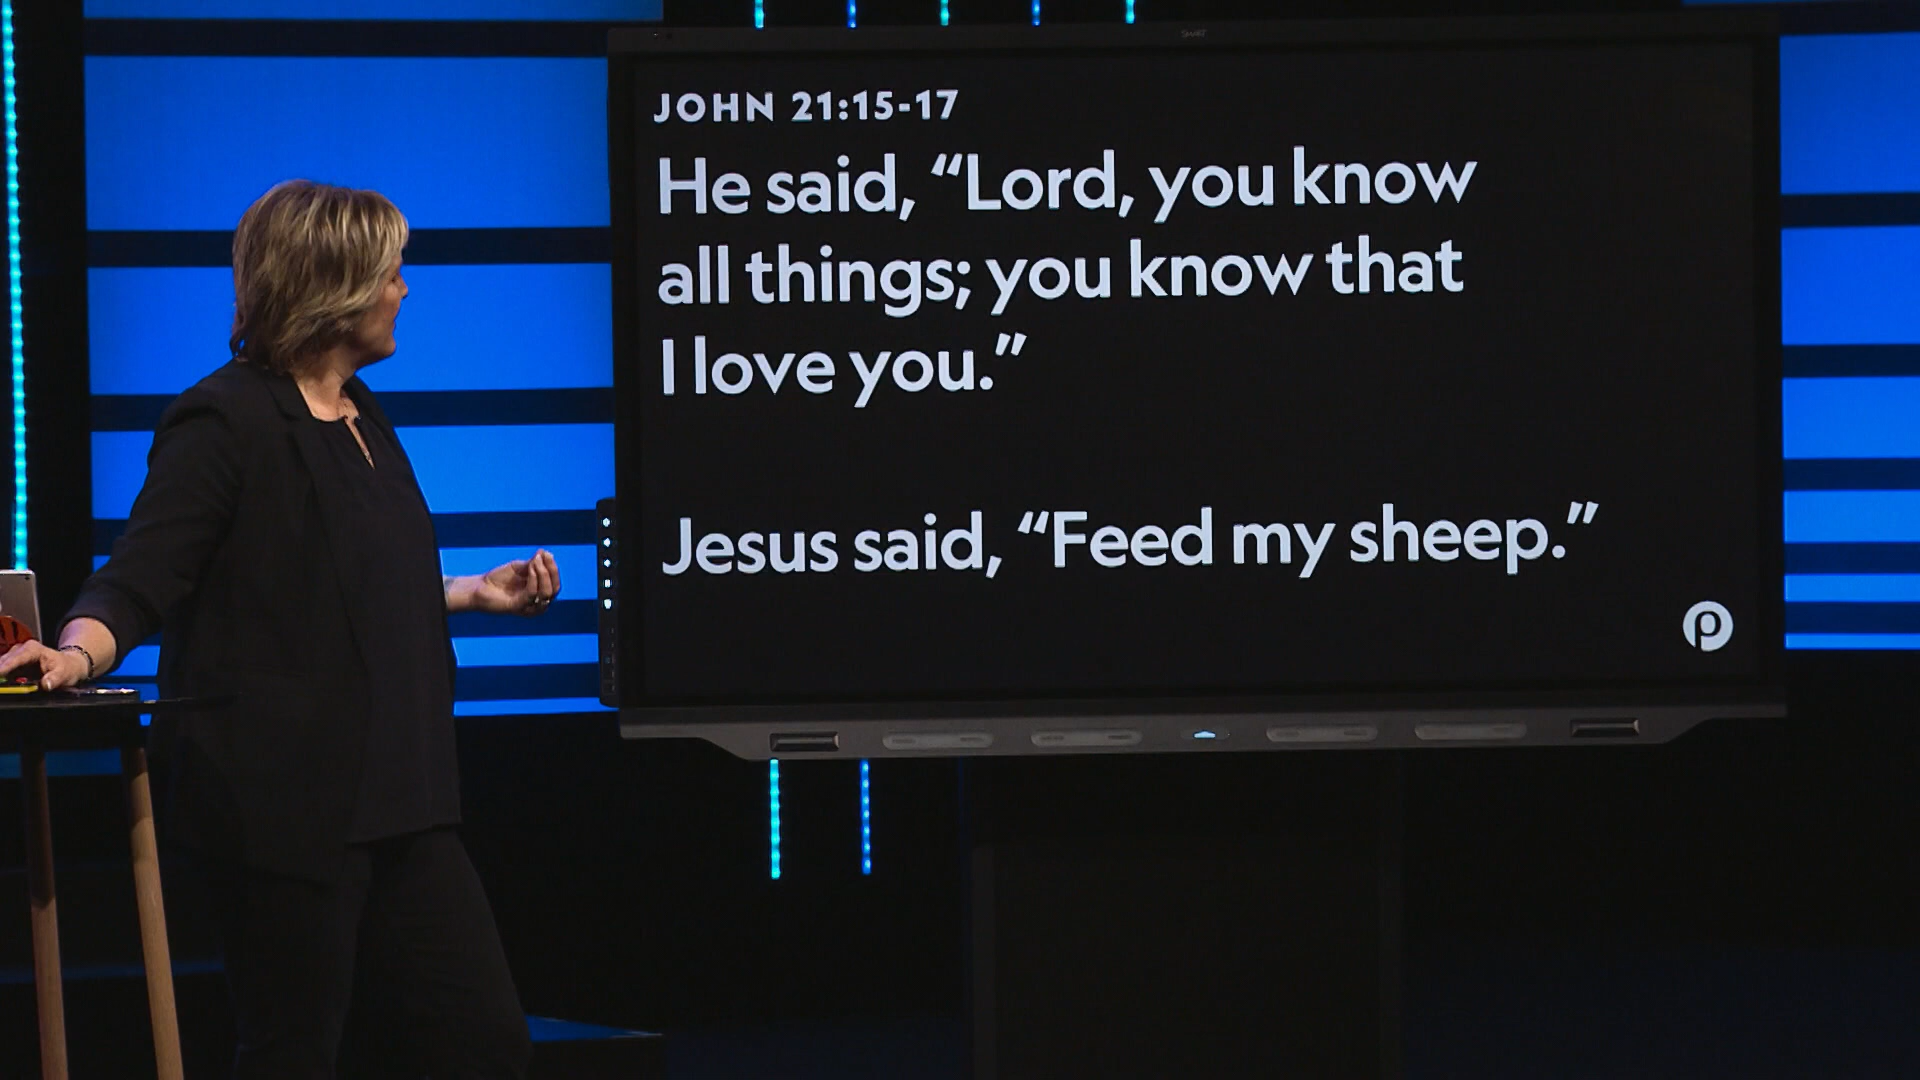 SMART
JOHN 21:15-17
He said, “Lord, you know
all things; you know that
I love you.”
Jesus said, “Feed my sheep.”
p